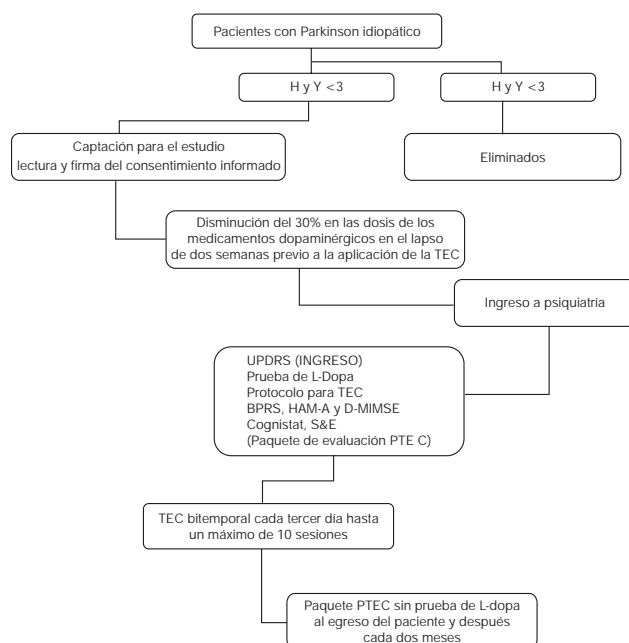 Pacientes con Parkinson idiopático
H y Y <3
H y Y <3
Captación para el estudio
lectura y firma del consentimiento informado
Eliminados
Disminución del 30% en las dosis de los
medicamentos dopaminérgicos en el lapso
de dos semanas previo a la aplicación de la TEC
Ingreso a psiquiatría
UPDRS (INGRESO)
Prueba de L-Dopa
Protocolo para TEC
BPRS, HAM-A y D-MIMSE
Cognistat, S&E
(Paquete de evaluación PTE C)
TEC bitemporal cada tercer día hasta
un máximo de 10 sesiones
Paquete PTEC sin prueba de L-dopa
al egreso del paciente y después
cada dos meses